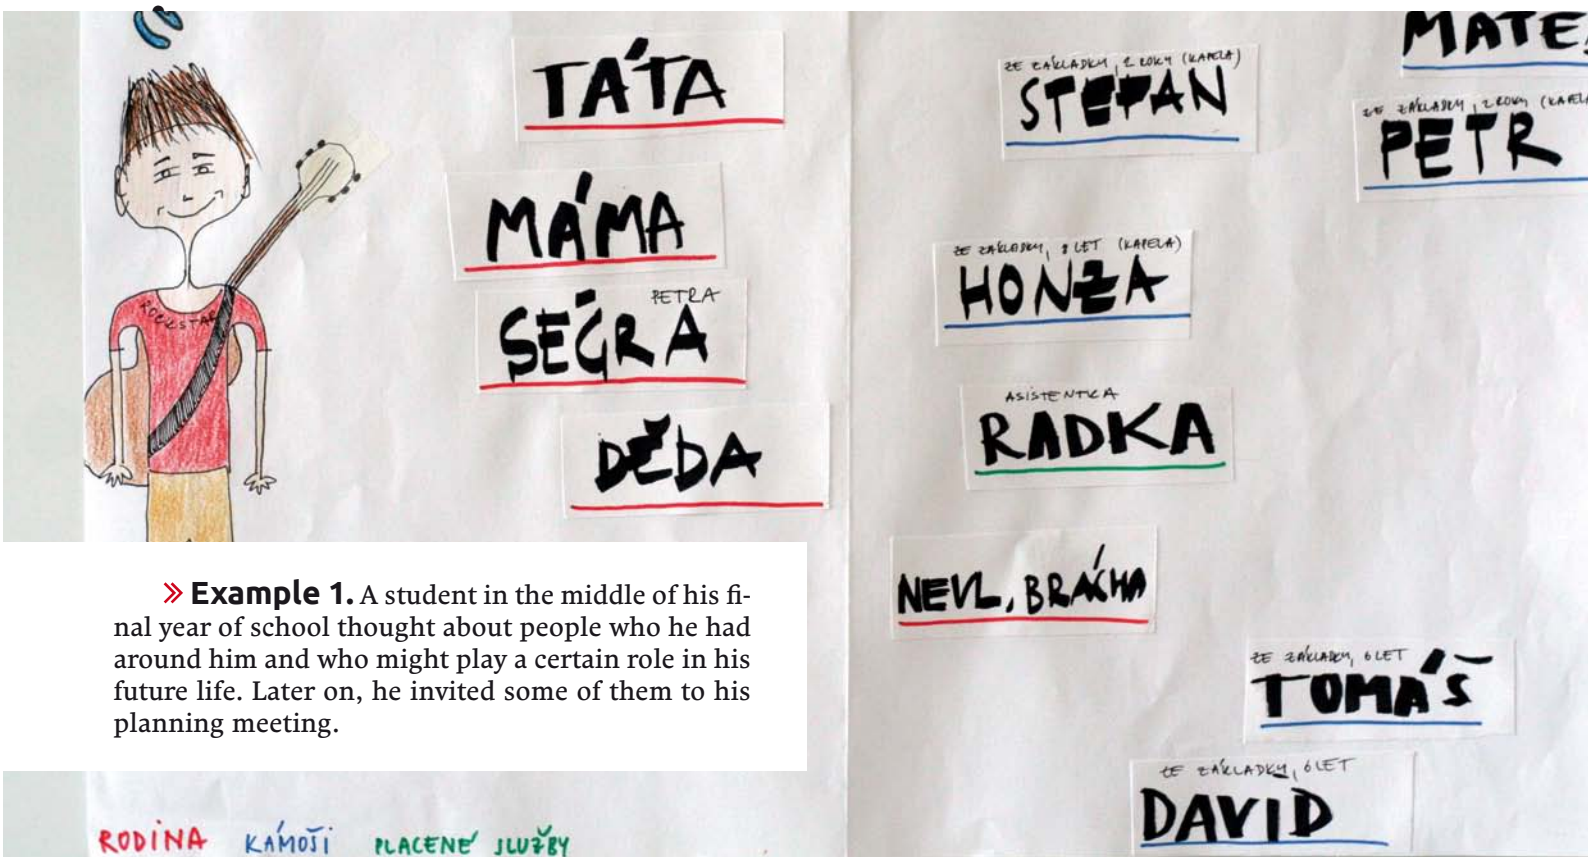 TÁTA
MÁMA
PETRA
SÉGRA
DĚDA
ROCKSTAR
ZE ZÁKLADKY, 2 ROKY (KAPELA)
STEPAN
MATĚJ
ZE ZÁKLADKY, 2 ROKY (KAPELA
PETR
ZE ZÁKLADKY, 2 LET (KAPELA)
HONZA
ASISTENTKA
RADKA
NEVL. BRÁCHA
ZE ZÁKLADKY, 6 LET
TOMÁŠ
ZE ZÁKLADKY, 6 LET
DAVID
» Example 1. A student in the middle of his fi-
nal year of school thought about people who he had
around him and who might play a certain role in his
future life. Later on, he invited some of them to his
planning meeting.
RODINA KÁMOŠI PLACENÉ SLUŽBY